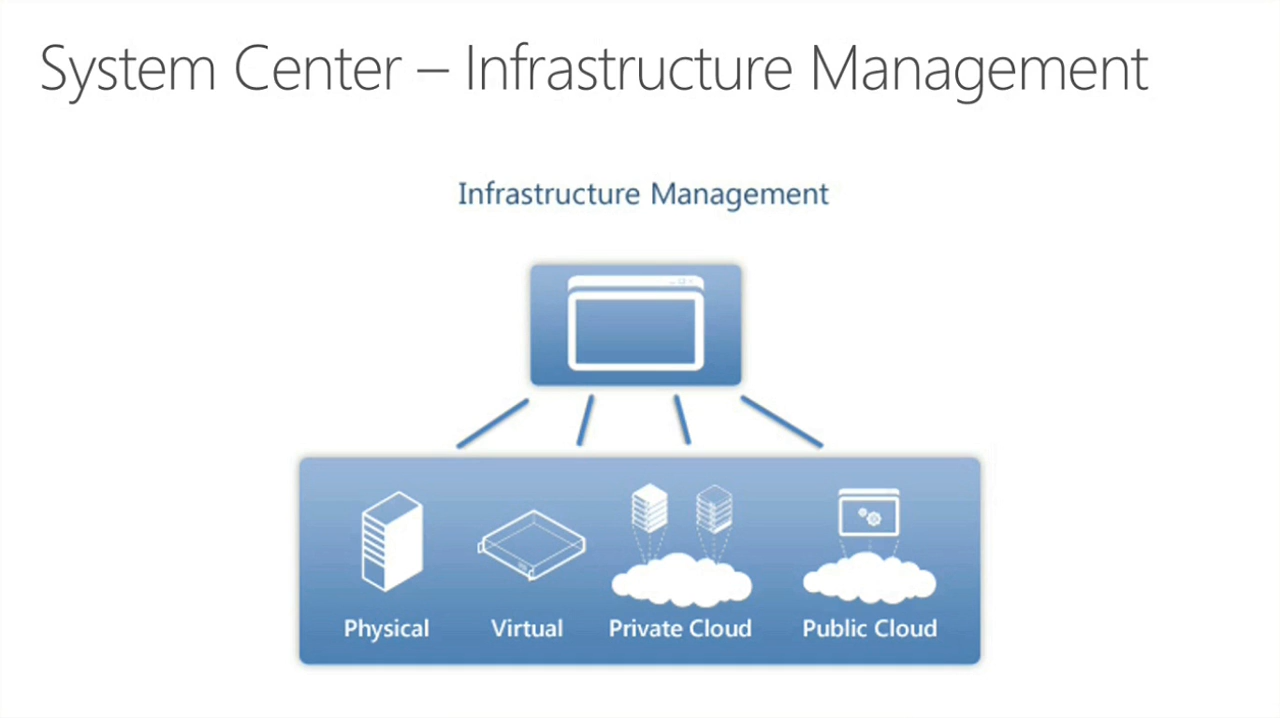 System Center – Infrastructure Management
Infrastructure Management
Physical
Virtual
Private Cloud
Public Cloud